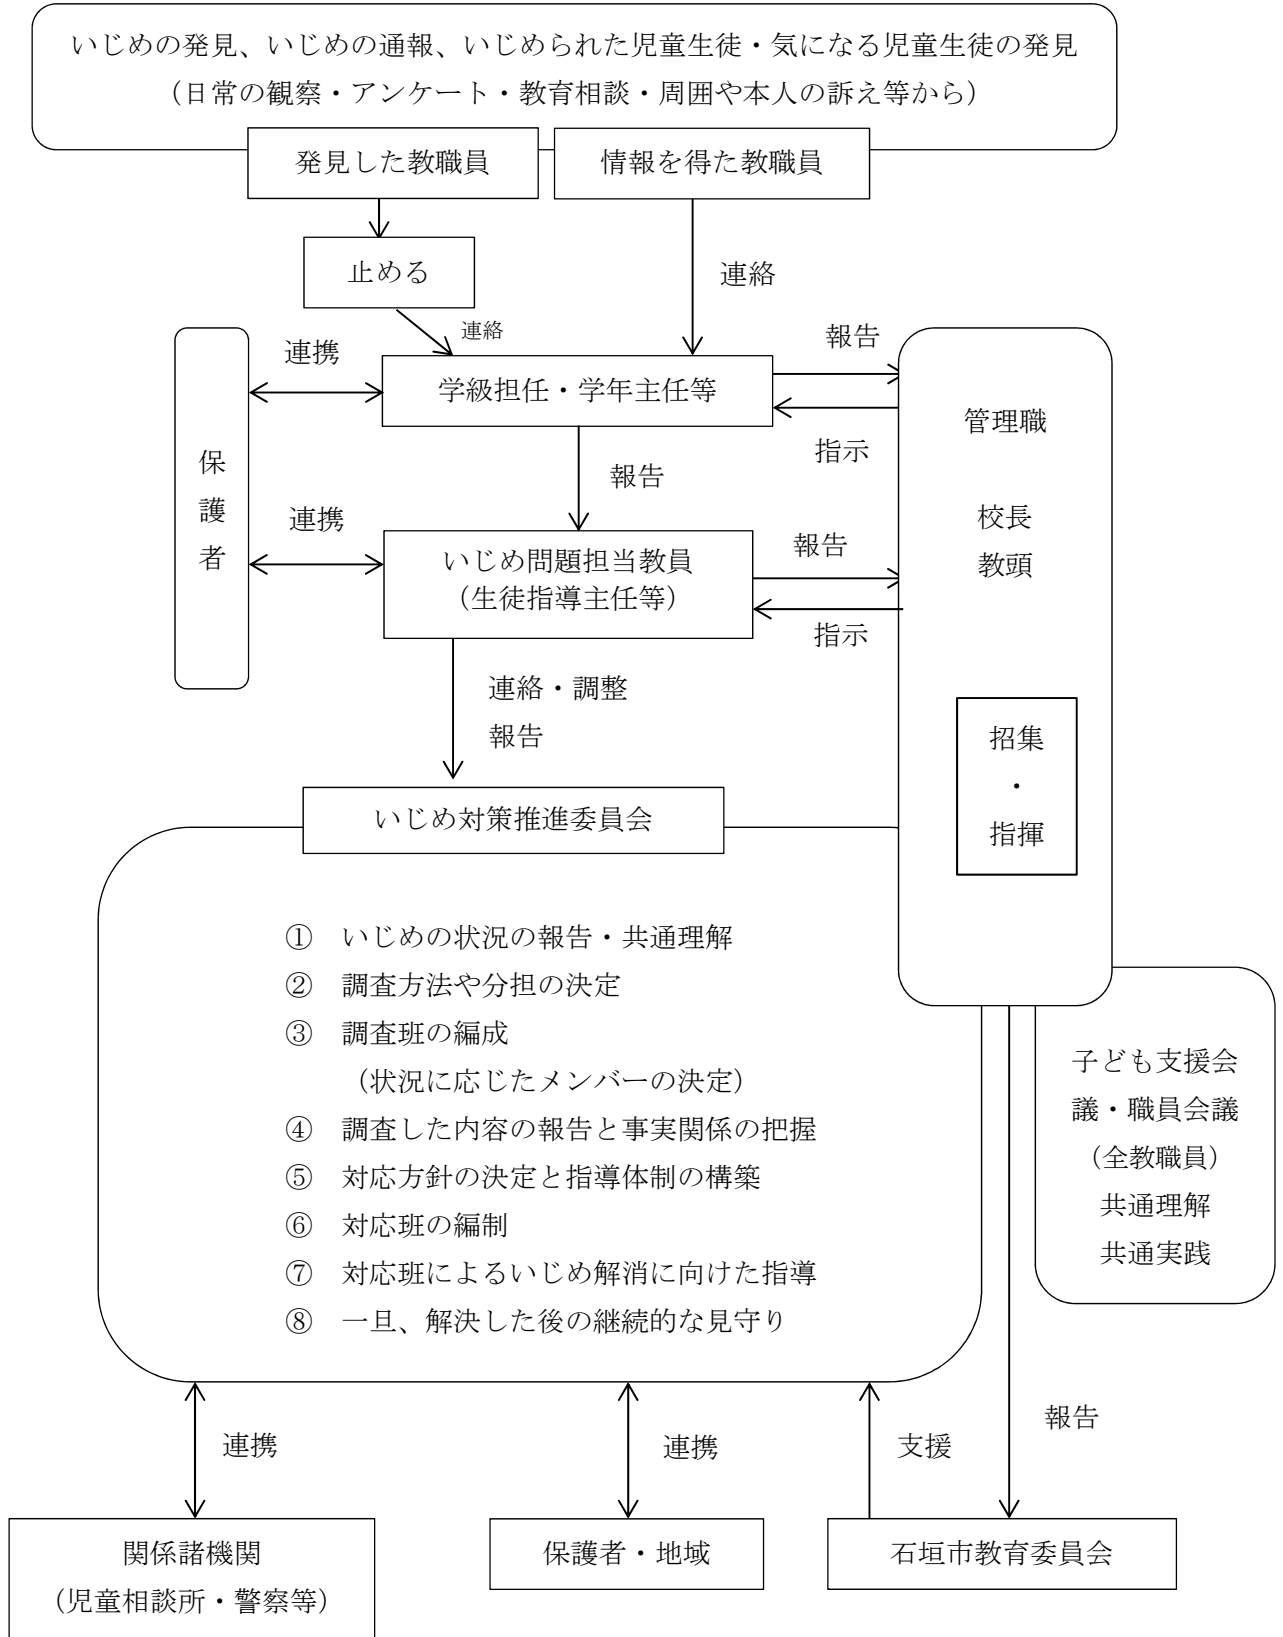 いじめの発見、いじめの通報、いじめられた児童生徒・気になる児童生徒の発見
（日常の観察・アンケート・教育相談・周囲や本人の訴え等から）
発見した教職員
情報を得た教職員
止める
連絡
連絡
連携
学級担任・学年主任等
報告
指示
管理職
校長
教頭
保護者
報告
連携
いじめ問題担当教員
（生徒指導主任等）
報告
指示
連絡・調整
報告
招集
・
指揮
いじめ対策推進委員会
① いじめの状況の報告・共通理解
② 調査方法や分担の決定
③ 調査班の編成
（状況に応じたメンバーの決定）
④ 調査した内容の報告と事実関係の把握
⑤ 対応方針の決定と指導体制の構築
⑥ 対応班の編制
⑦ 対応班によるいじめ解消に向けた指導
⑧ 一旦、解決した後の継続的な見守り
子ども支援会
議・職員会議
（全教職員）
共通理解
共通実践
連携
連携
支援
報告
関係諸機関
（児童相談所・警察等）
保護者・地域
石垣市教育委員会